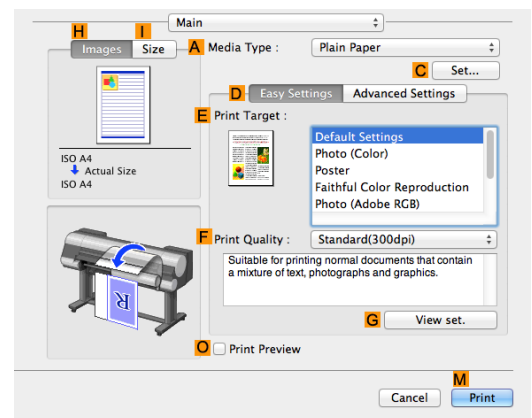 Main
H
I
Images
Size
A
Media Type :
Plain Paper
C
Set...
D
Easy Settings
Advanced Settings
E
Print Target :
Default Settings
Photo (Color)
Poster
Faithful Color Reproduction
Photo (Adobe RGB)
ISO A4
Actual Size
ISO A4
F
Print Quality :
Standard(300dpi)
Suitable for printing normal documents that contain
a mixture of text, photographs and graphics.
R
G
View set.
O
Print Preview
M
Cancel
Print